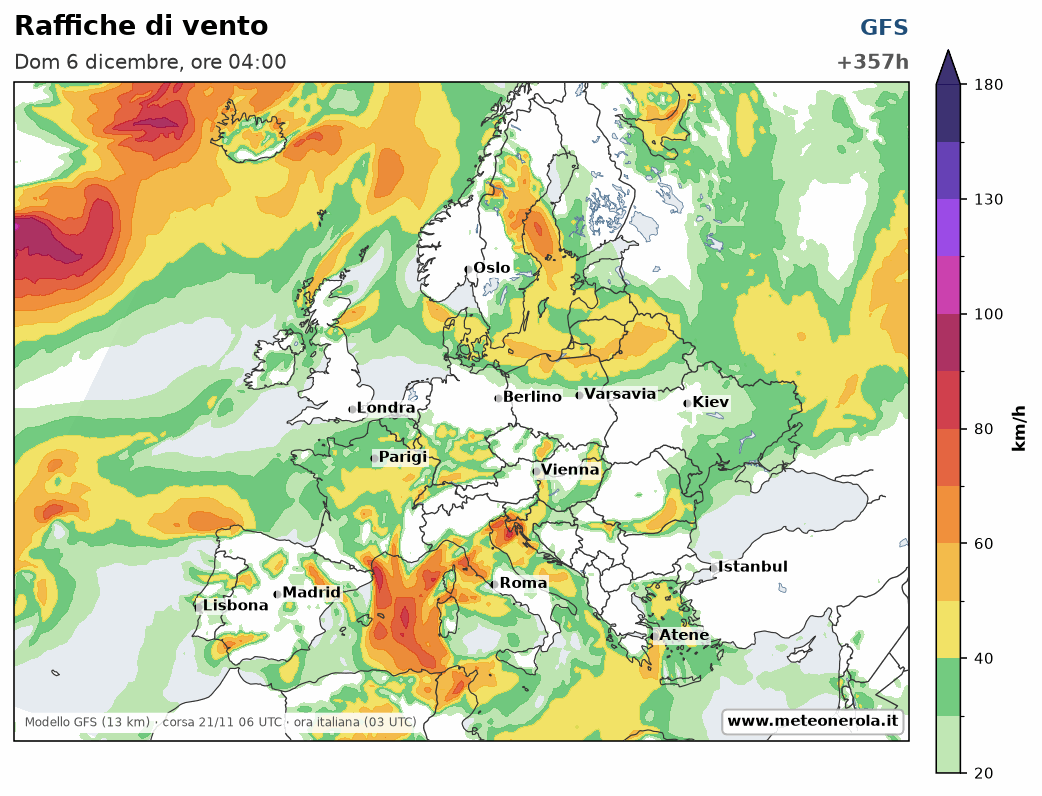 Raffiche di vento
GFS
Dom 6 dicembre, ore 04:00
+357h
180
130
100
80
60
40
20
km/h
Oslo
Berlino
Varsavia
Kiev
Londra
Parigi
Vienna
Istanbul
Roma
Madrid
Lisbona
Atene
Modello GFS (13 km) · corsa 21/11 06 UTC · ora italiana (03 UTC)
www.meteonerola.it